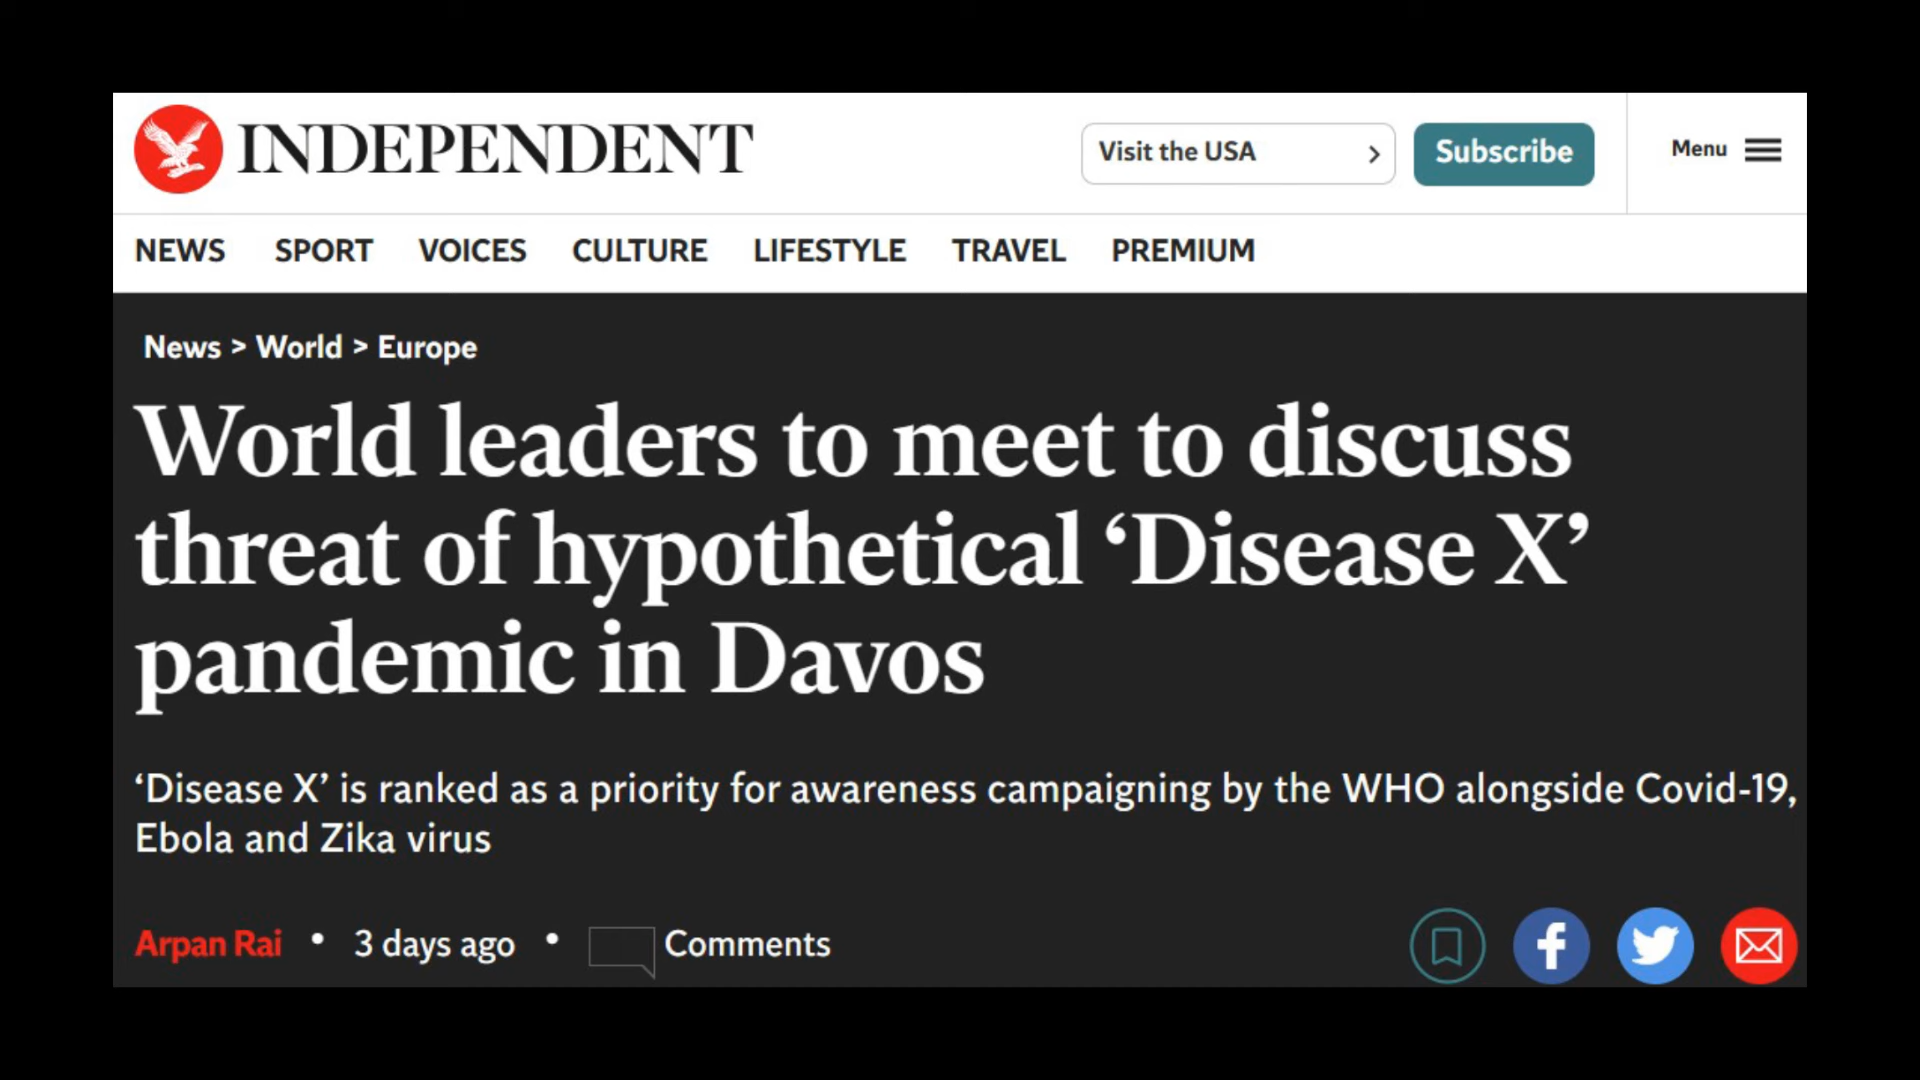 INDEPENDENT
Visit the USA
Subscribe
Menu
NEWS SPORT VOICES CULTURE LIFESTYLE TRAVEL PREMIUM
News > World > Europe
World leaders to meet to discuss
threat of hypothetical ‘Disease X’
pandemic in Davos
‘Disease X’ is ranked as a priority for awareness campaigning by the WHO alongside Covid-19,
Ebola and Zika virus
Arpan Rai • 3 days ago • Comments